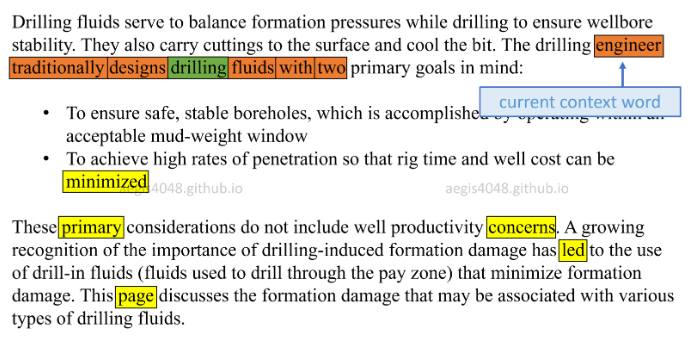 Drilling fluids serve to balance formation pressures while drilling to ensure wellbore
stability. They also carry cuttings to the surface and cool the bit. The drilling engineer
traditionally designs drilling fluids with two primary goals in mind:
current context word
• To ensure safe, stable boreholes, which is accomplished by operating within an
acceptable mud-weight window
• To achieve high rates of penetration so that rig time and well cost can be
minimized
aegis4048.github.io aegis4048.github.io
These primary considerations do not include well productivity concerns. A growing
recognition of the importance of drilling-induced formation damage has led to the use
of drill-in fluids (fluids used to drill through the pay zone) that minimize formation
damage. This page discusses the formation damage that may be associated with various
types of drilling fluids.